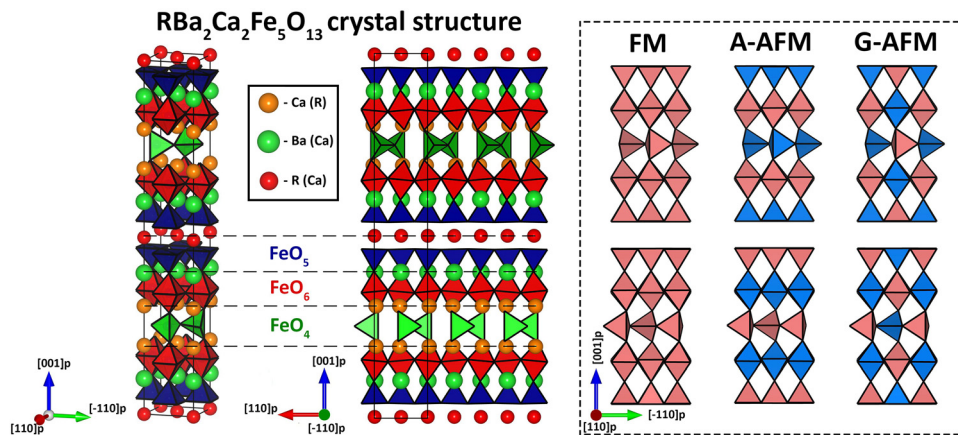 RBa₂Ca₂Fe₅O₁₃ crystal structure
- Ca (R)
- Ba (Ca)
- R (Ca)
FeO₅
FeO₆
FeO₄
[001]p
[110]p
[-110]p
[001]p
[110]p
[-110]p
FM
A-AFM
G-AFM
[001]p
[110]p
[-110]p